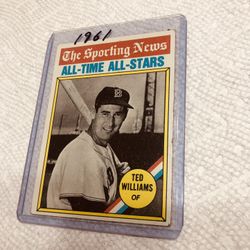 1961
The Sporting News
ALL-TIME ALL-STARS
B
TED
WILLIAMS
OF